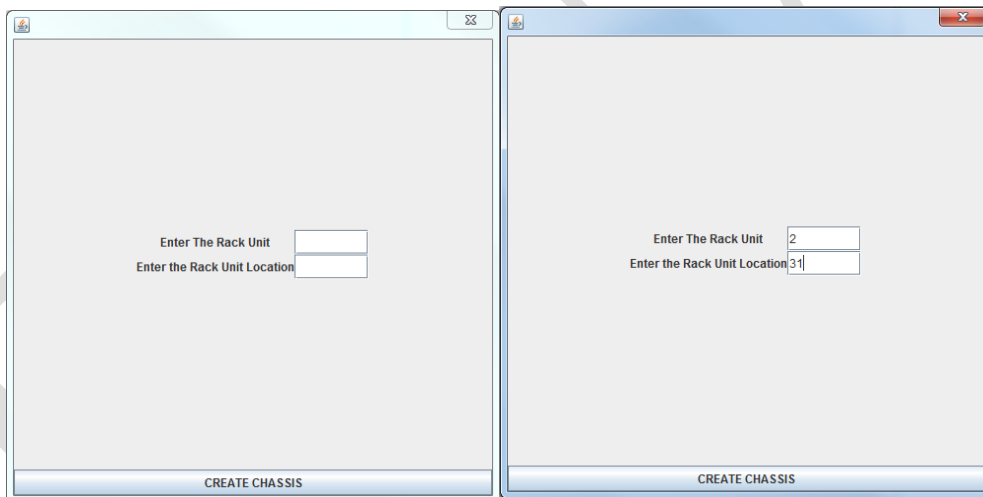 Enter The Rack Unit
Enter the Rack Unit Location
CREATE CHASSIS
Enter The Rack Unit 2
Enter the Rack Unit Location 31
CREATE CHASSIS